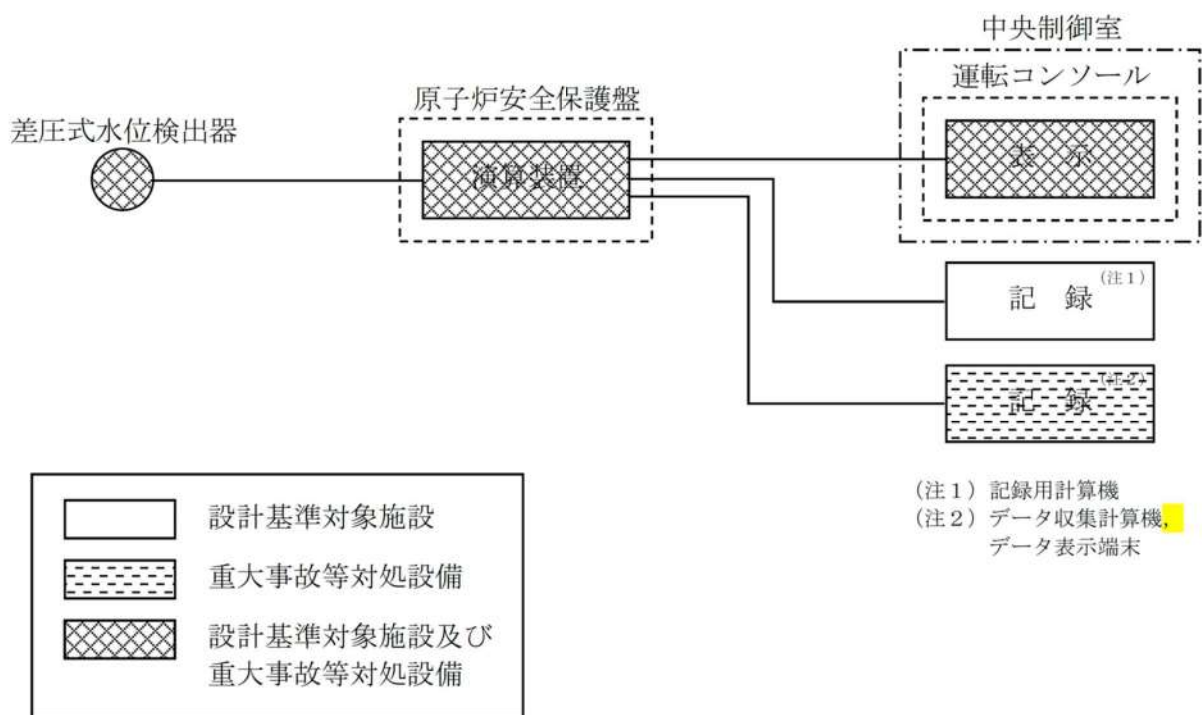 中央制御室
運転コンソール
原子炉安全保護盤
差圧式水位検出器
演算装置
表 示
記 録 (注1)
記 録 (注2)
(注1) 記録用計算機
(注2) データ収集計算機,
データ表示端末
設計基準対象施設
重大事故等対処設備
設計基準対象施設及び
重大事故等対処設備